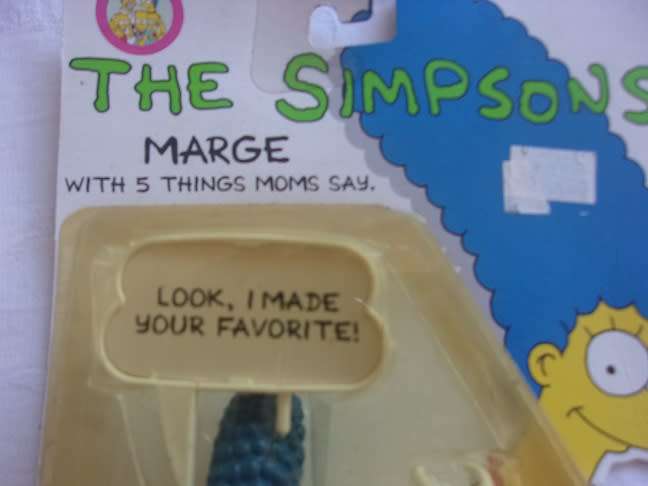 THE SIMPSONS
MARGE
WITH 5 THINGS MOMS SAY.
LOOK, I MADE
YOUR FAVORITE!